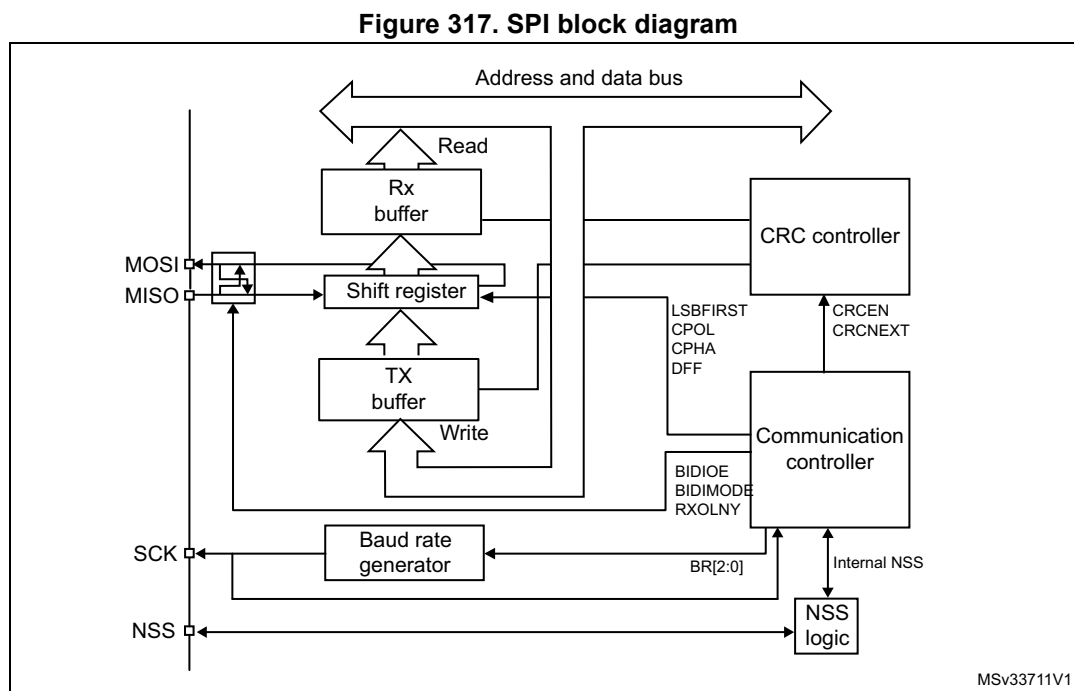 Figure 317. SPI block diagram
Address and data bus
Read
Rx
buffer
CRC controller
MOSI
MISO
Shift register
LSBFIRST
CPOL
CPHA
DFF
CRCEN
CRCNEXT
TX
buffer
Write
Communication
controller
BIDIOE
BIDIMODE
RXOLNY
SCK
Baud rate
generator
BR[2:0]
Internal NSS
NSS
NSS
logic
MSv33711V1